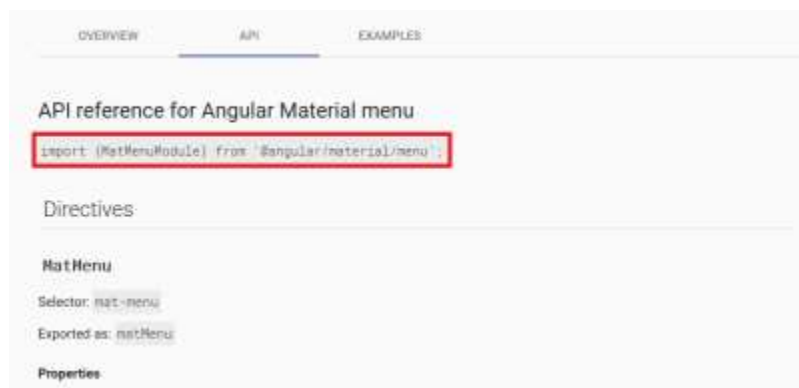 OVERVIEW API EXAMPLES
API reference for Angular Material menu
import {MatMenuModule} from '@angular/material/menu';
Directives
MatMenu
Selector: mat-menu
Exported as: matMenu
Properties